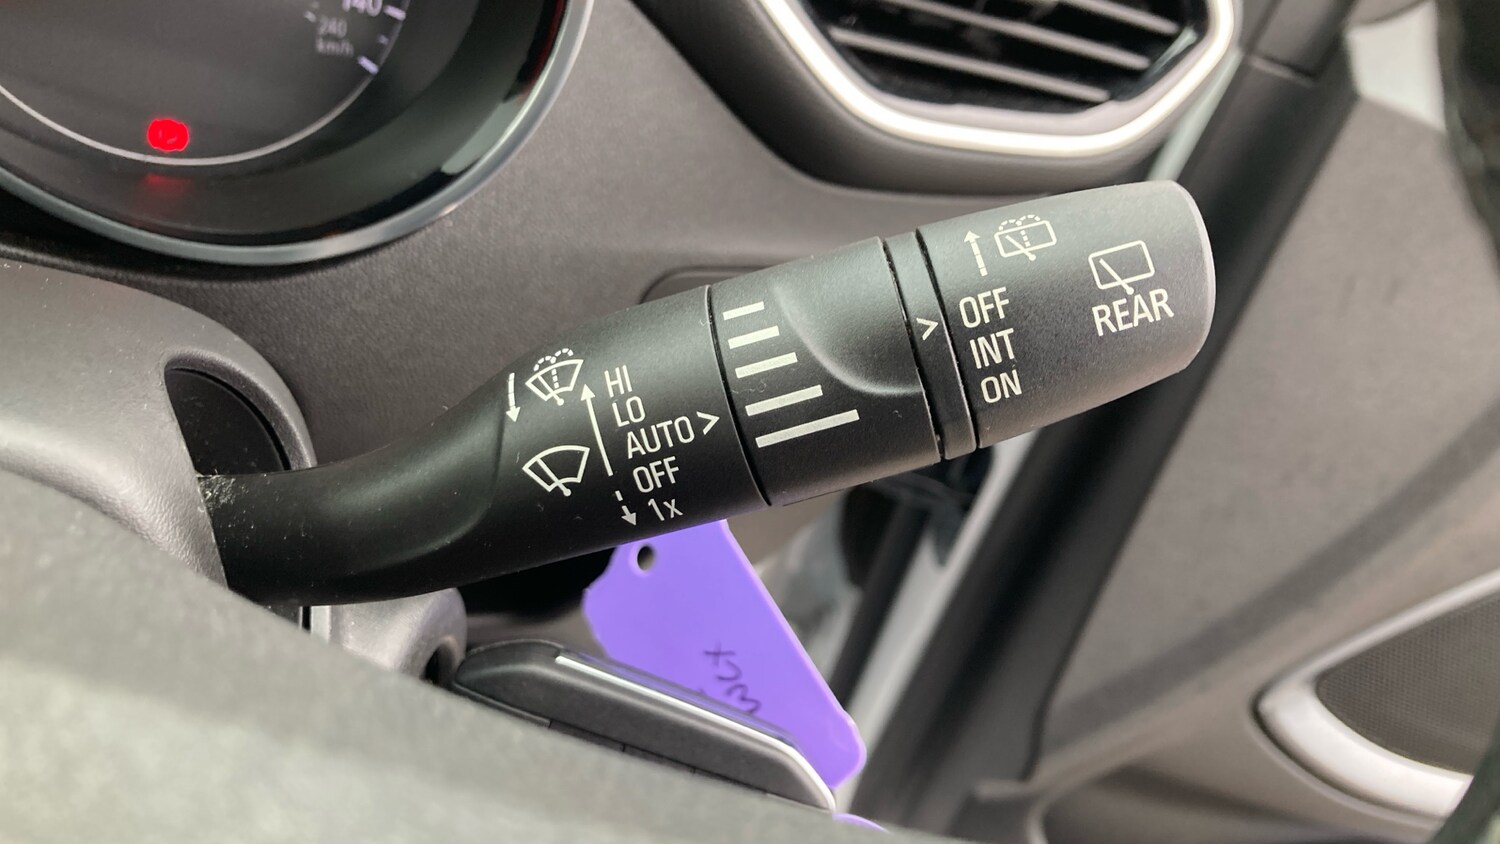 140
240
km/h
HI
LO
AUTO >
OFF
1x
>
OFF
INT
ON
REAR